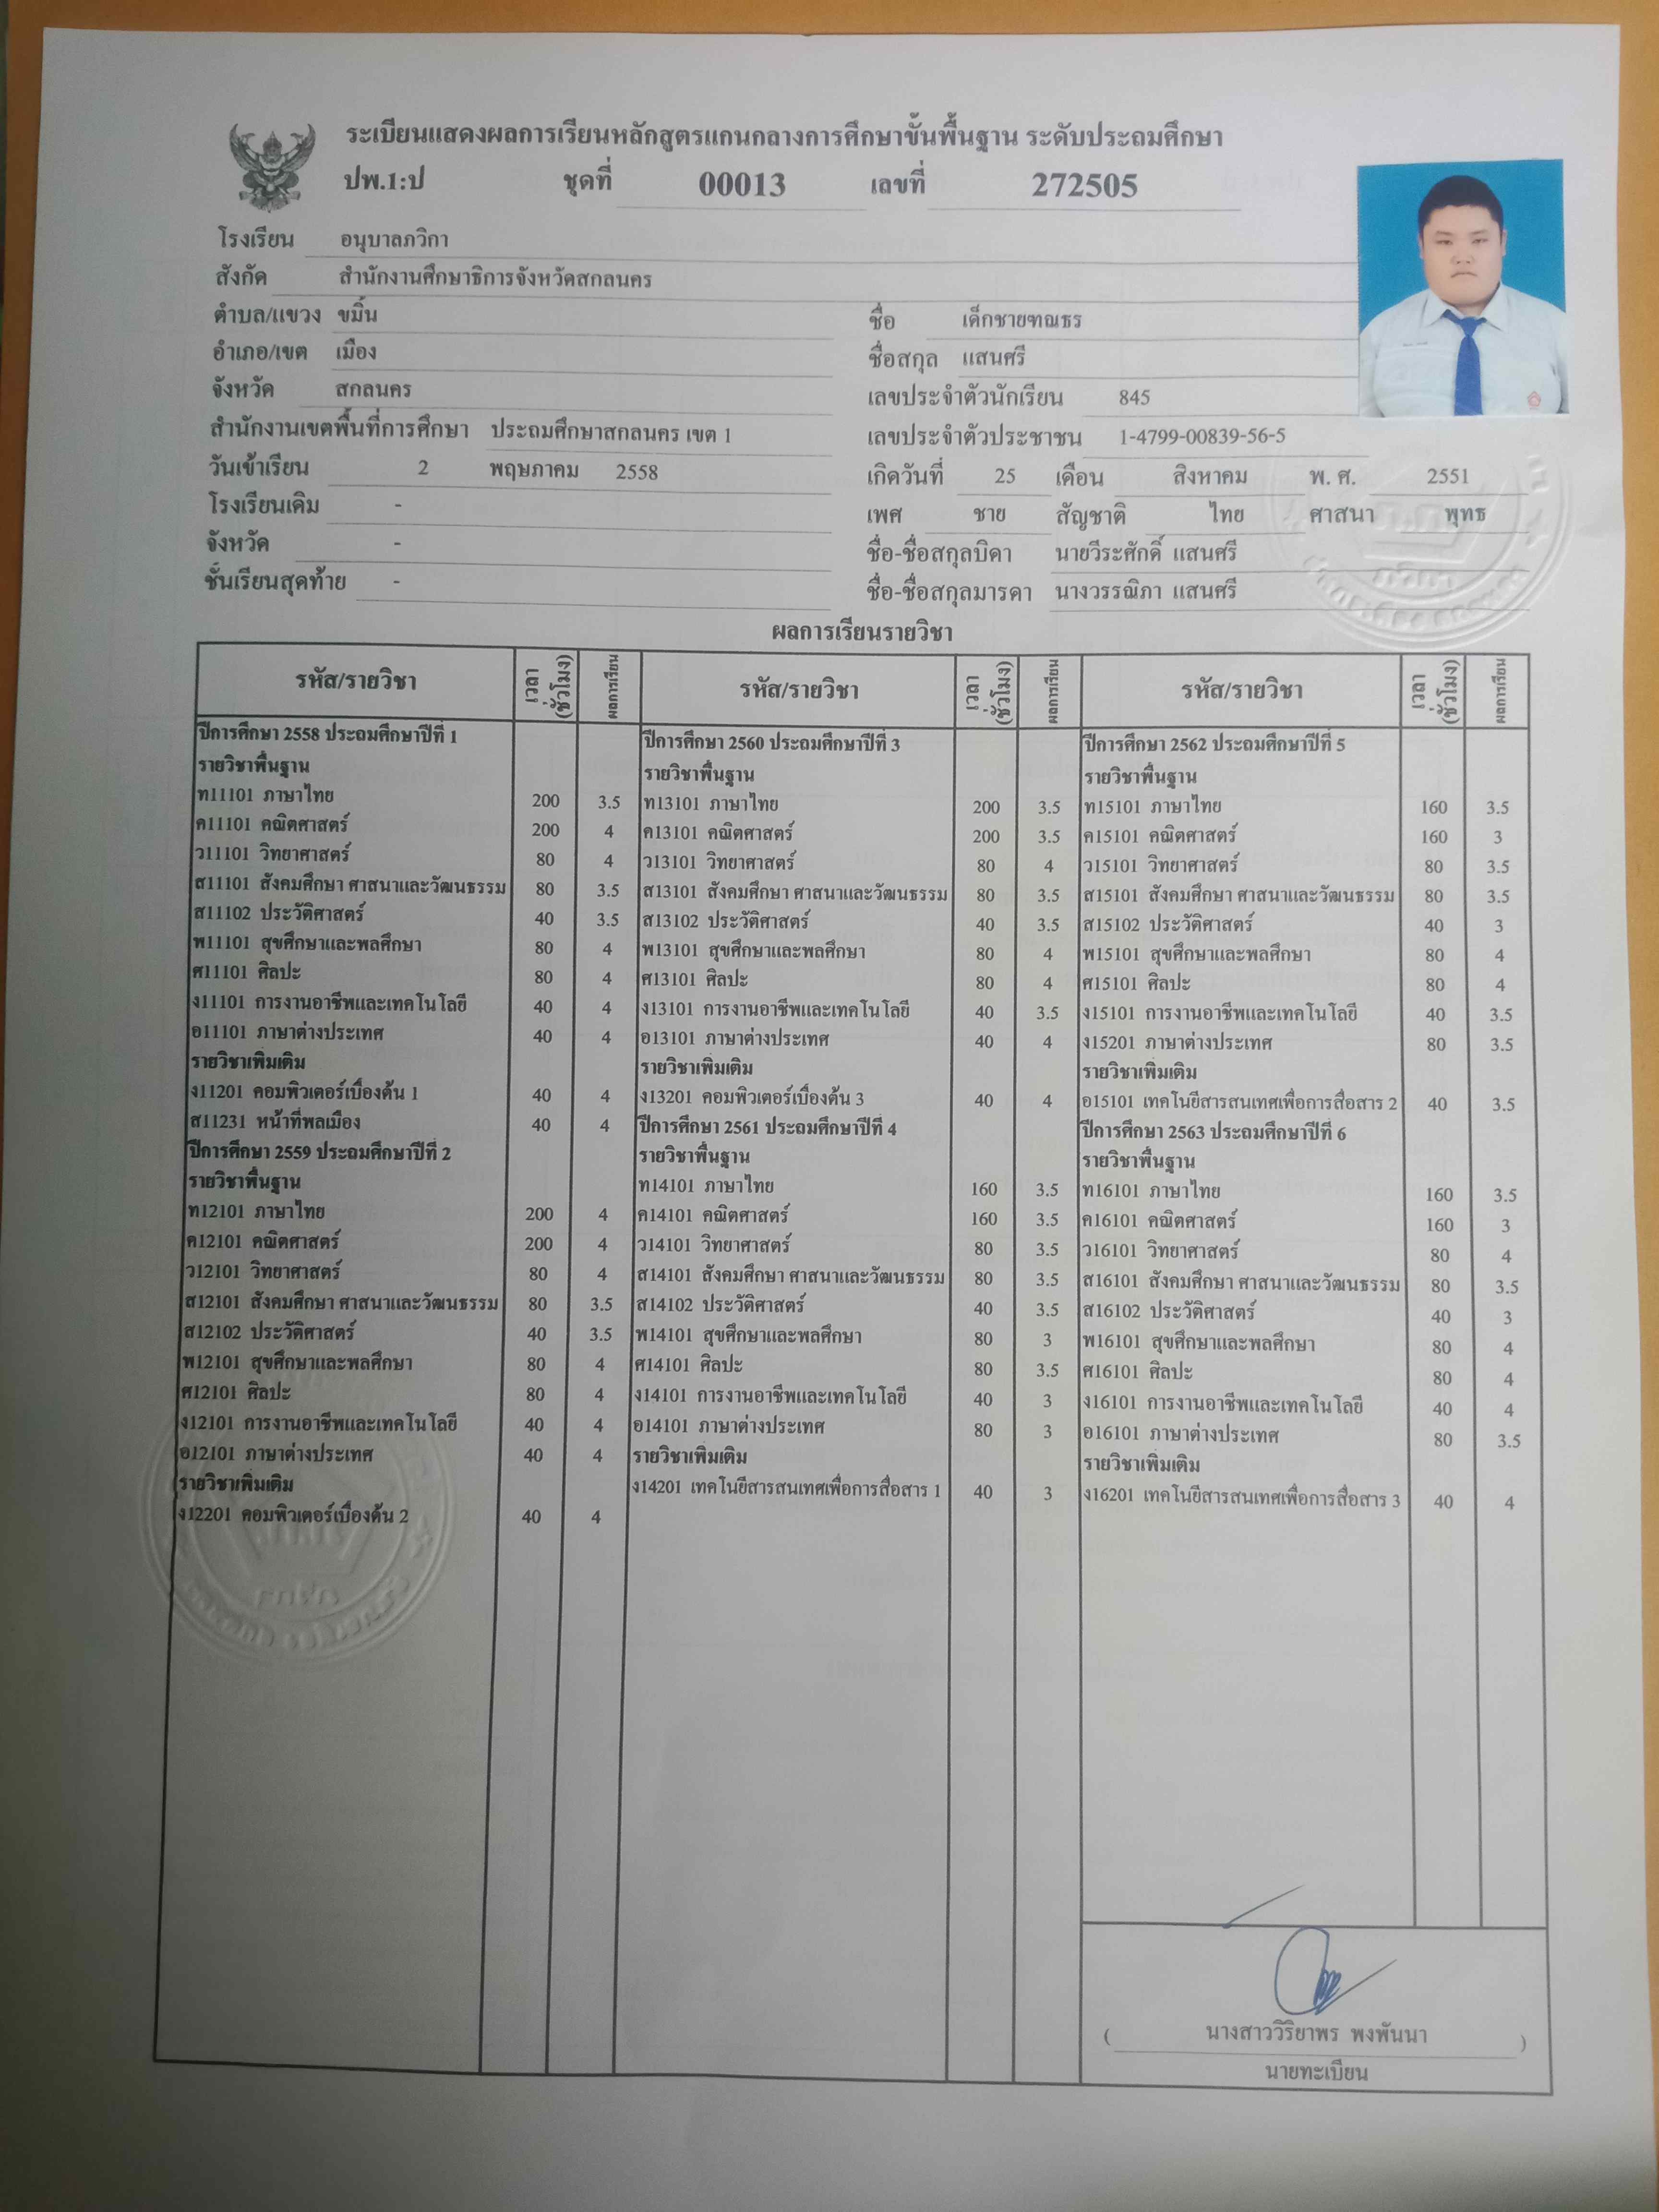 ระเบียนแสดงผลการเรียนหลักสูตรแกนกลางการศึกษาขั้นพื้นฐาน ระดับประถมศึกษา
ปพ.1:ป ชุดที่ 00013 เลขที่ 272505
โรงเรียน อนุบาลภวิกา
สังกัด สำนักงานศึกษาธิการจังหวัดสกลนคร
ตำบล/แขวง ขมิ้น
อำเภอ/เขต เมือง
จังหวัด สกลนคร
สำนักงานเขตพื้นที่การศึกษา ประถมศึกษาสกลนคร เขต 1
วันเข้าเรียน 2 พฤษภาคม 2558
โรงเรียนเดิม -
จังหวัด -
ชั้นเรียนสุดท้าย -
ชื่อ เด็กชายฑณธร
ชื่อสกุล แสนศรี
เลขประจำตัวนักเรียน 845
เลขประจำตัวประชาชน 1-4799-00839-56-5
เกิดวันที่ 25 เดือน สิงหาคม พ. ศ. 2551
เพศ ชาย สัญชาติ ไทย ศาสนา พุทธ
ชื่อ-ชื่อสกุลบิดา นายวีระศักดิ์ แสนศรี
ชื่อ-ชื่อสกุลมารดา นางวรรณิภา แสนศรี
ผลการเรียนรายวิชา
รหัส/รายวิชา เวลา (ชั่วโมง) ผลการเรียน
ปีการศึกษา 2558 ประถมศึกษาปีที่ 1
รายวิชาพื้นฐาน
ท11101 ภาษาไทย 200 3.5
ค11101 คณิตศาสตร์ 200 4
ว11101 วิทยาศาสตร์ 80 4
ส11101 สังคมศึกษา ศาสนาและวัฒนธรรม 80 3.5
ส11102 ประวัติศาสตร์ 40 3.5
พ11101 สุขศึกษาและพลศึกษา 80 4
ศ11101 ศิลปะ 80 4
ง11101 การงานอาชีพและเทคโนโลยี 40 4
อ11101 ภาษาต่างประเทศ 40 4
รายวิชาเพิ่มเติม
ง11201 คอมพิวเตอร์เบื้องต้น 1 40 4
ส11231 หน้าที่พลเมือง 40 4
ปีการศึกษา 2559 ประถมศึกษาปีที่ 2
รายวิชาพื้นฐาน
ท12101 ภาษาไทย 200 4
ค12101 คณิตศาสตร์ 200 4
ว12101 วิทยาศาสตร์ 80 4
ส12101 สังคมศึกษา ศาสนาและวัฒนธรรม 80 3.5
ส12102 ประวัติศาสตร์ 40 3.5
พ12101 สุขศึกษาและพลศึกษา 80 4
ศ12101 ศิลปะ 80 4
ง12101 การงานอาชีพและเทคโนโลยี 40 4
อ12101 ภาษาต่างประเทศ 40 4
รายวิชาเพิ่มเติม
ง12201 คอมพิวเตอร์เบื้องต้น 2 40 4
รหัส/รายวิชา เวลา (ชั่วโมง) ผลการเรียน
ปีการศึกษา 2560 ประถมศึกษาปีที่ 3
รายวิชาพื้นฐาน
ท13101 ภาษาไทย 200 3.5
ค13101 คณิตศาสตร์ 200 3.5
ว13101 วิทยาศาสตร์ 80 4
ส13101 สังคมศึกษา ศาสนาและวัฒนธรรม 80 3.5
ส13102 ประวัติศาสตร์ 40 3.5
พ13101 สุขศึกษาและพลศึกษา 80 4
ศ13101 ศิลปะ 80 4
ง13101 การงานอาชีพและเทคโนโลยี 40 3.5
อ13101 ภาษาต่างประเทศ 40 4
รายวิชาเพิ่มเติม
ง13201 คอมพิวเตอร์เบื้องต้น 3 40 4
ปีการศึกษา 2561 ประถมศึกษาปีที่ 4
รายวิชาพื้นฐาน
ท14101 ภาษาไทย 160 3.5
ค14101 คณิตศาสตร์ 160 3.5
ว14101 วิทยาศาสตร์ 80 3.5
ส14101 สังคมศึกษา ศาสนาและวัฒนธรรม 80 3.5
ส14102 ประวัติศาสตร์ 40 3.5
พ14101 สุขศึกษาและพลศึกษา 80 3
ศ14101 ศิลปะ 80 3.5
ง14101 การงานอาชีพและเทคโนโลยี 40 3
อ14101 ภาษาต่างประเทศ 80 3
รายวิชาเพิ่มเติม
ง14201 เทคโนยีสารสนเทศเพื่อการสื่อสาร 1 40 3
รหัส/รายวิชา เวลา (ชั่วโมง) ผลการเรียน
ปีการศึกษา 2562 ประถมศึกษาปีที่ 5
รายวิชาพื้นฐาน
ท15101 ภาษาไทย 160 3.5
ค15101 คณิตศาสตร์ 160 3
ว15101 วิทยาศาสตร์ 80 3.5
ส15101 สังคมศึกษา ศาสนาและวัฒนธรรม 80 3.5
ส15102 ประวัติศาสตร์ 40 3
พ15101 สุขศึกษาและพลศึกษา 80 4
ศ15101 ศิลปะ 80 4
ง15101 การงานอาชีพและเทคโนโลยี 40 3.5
ง15201 ภาษาต่างประเทศ 80 3.5
รายวิชาเพิ่มเติม
อ15101 เทคโนยีสารสนเทศเพื่อการสื่อสาร 2 40 3.5
ปีการศึกษา 2563 ประถมศึกษาปีที่ 6
รายวิชาพื้นฐาน
ท16101 ภาษาไทย 160 3.5
ค16101 คณิตศาสตร์ 160 3
ว16101 วิทยาศาสตร์ 80 4
ส16101 สังคมศึกษา ศาสนาและวัฒนธรรม 80 3.5
ส16102 ประวัติศาสตร์ 40 3
พ16101 สุขศึกษาและพลศึกษา 80 4
ศ16101 ศิลปะ 80 4
ง16101 การงานอาชีพและเทคโนโลยี 40 4
อ16101 ภาษาต่างประเทศ 80 3.5
รายวิชาเพิ่มเติม
ง16201 เทคโนยีสารสนเทศเพื่อการสื่อสาร 3 40 4
( นางสาววิริยาพร พงพันนา )
นายทะเบียน